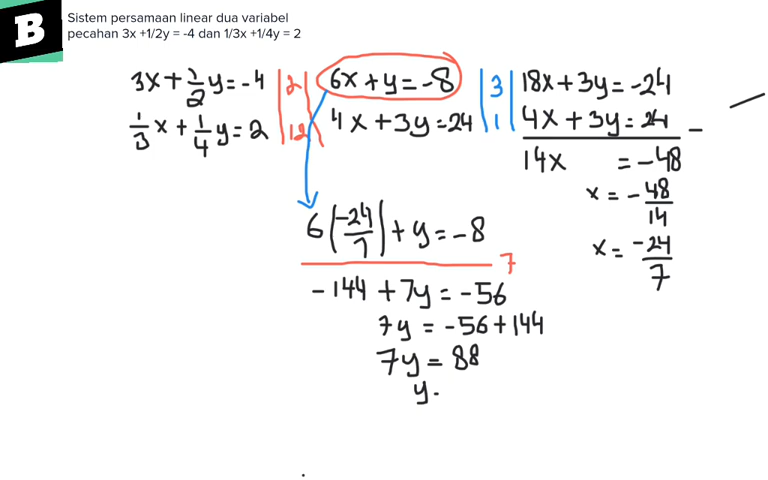 B
Sistem persamaan linear dua variabel
pecahan 3x +1/2y = -4 dan 1/3x +1/4y = 2
3x + 1/2 y = -4 |2| 6x + y = -8 |3| 18x + 3y = -24
1/3 x + 1/4 y = 2 |12| 4x + 3y = 24 |1| 4x + 3y = 24 -
14x = -48
x = - 48/14
x = -24/7
6(-24/7) + y = -8
7
-144 + 7y = -56
7y = -56 + 144
7y = 88
y -